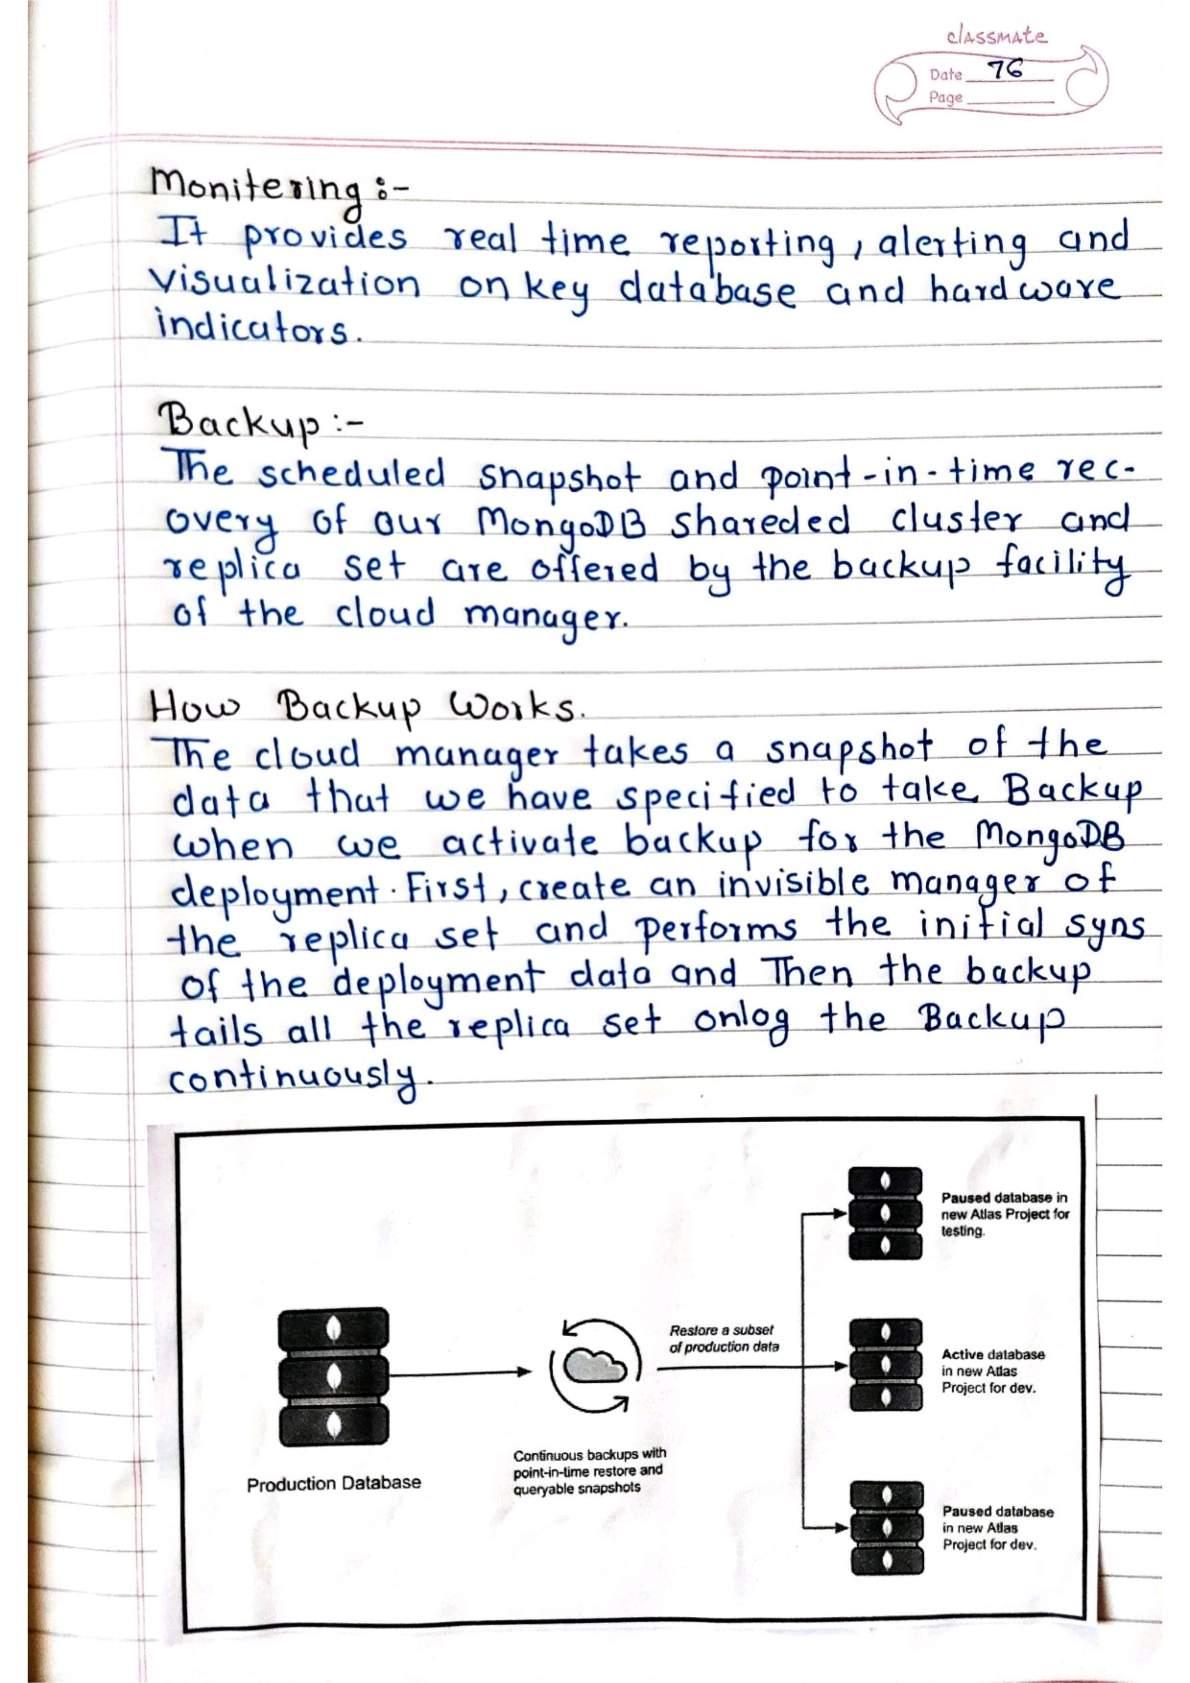 classmate
Date 76
Page
Monitering :-
It provides real time reporting, alerting and
visualization on key database and hardware
indicators.
Backup :-
The scheduled snapshot and point-in-time rec-
overy of our MongoDB shareded cluster and
replica set are offered by the backup facility
of the cloud manager.
How Backup Works.
The cloud manager takes a snapshot of the
data that we have specified to take Backup
when we activate backup for the MongoDB
deployment. First, create an invisible manager of
the replica set and performs the initial syns
of the deployment data and Then the backup
tails all the replica set onlog the Backup
continuously.
Paused database in
new Atlas Project for
testing.
Restore a subset
of production data
Active database
in new Atlas
Project for dev.
Continuous backups with
point-in-time restore and
queryable snapshots
Production Database
Paused database
in new Atlas
Project for dev.